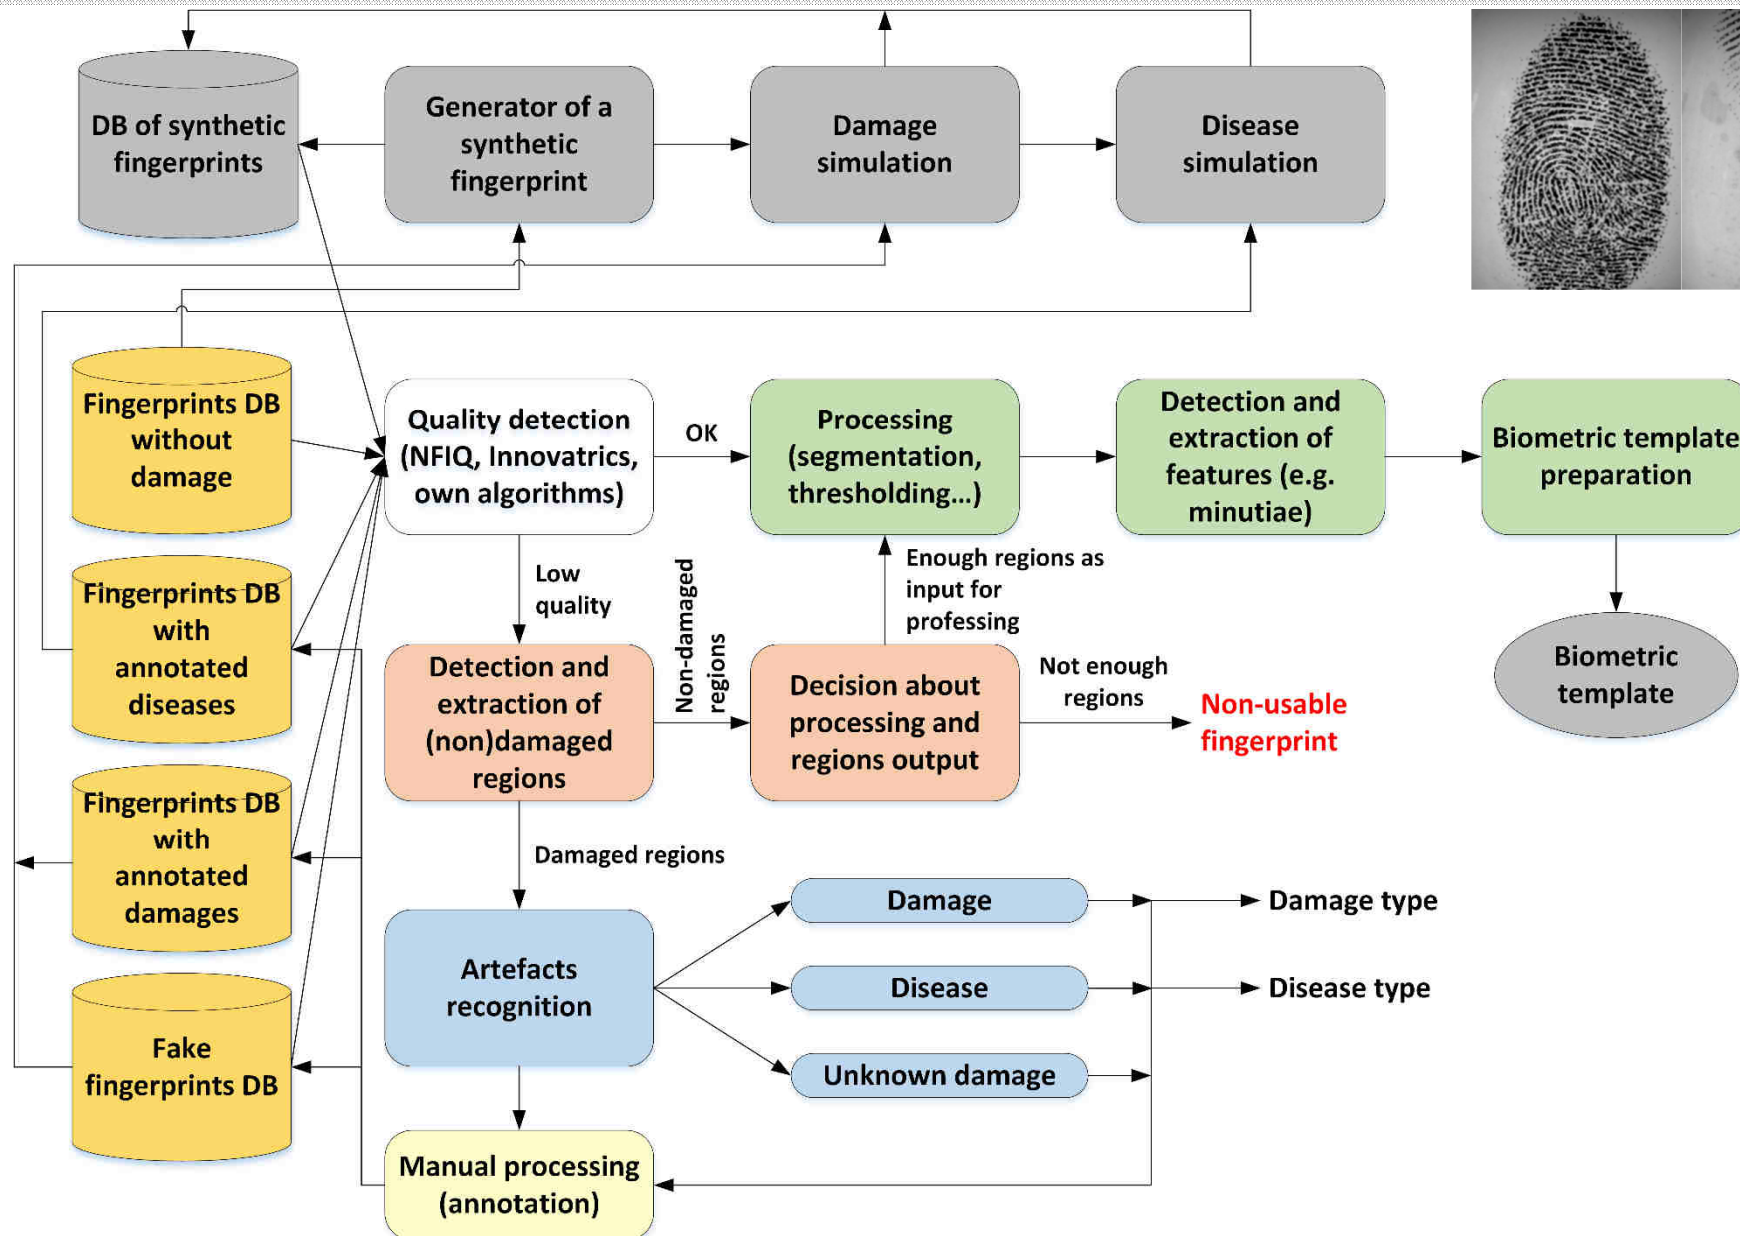 DB of synthetic
fingerprints
Generator of a
synthetic
fingerprint
Damage
simulation
Disease
simulation
Fingerprints DB
without
damage
Quality detection
(NFIQ, Innovatrics,
own algorithms)
OK
Processing
(segmentation,
thresholding...)
Detection and
extraction of
features (e.g.
minutiae)
Biometric template
preparation
Fingerprints DB
with
annotated
diseases
Low
quality
Non-damaged
regions
Enough regions as
input for
professing
Detection and
extraction of
(non)damaged
regions
Decision about
processing and
regions output
Not enough
regions
Non-usable
fingerprint
Biometric
template
Fingerprints DB
with
annotated
damages
Damaged regions
Artefacts
recognition
Damage
Damage type
Disease
Disease type
Unknown damage
Fake
fingerprints DB
Manual processing
(annotation)